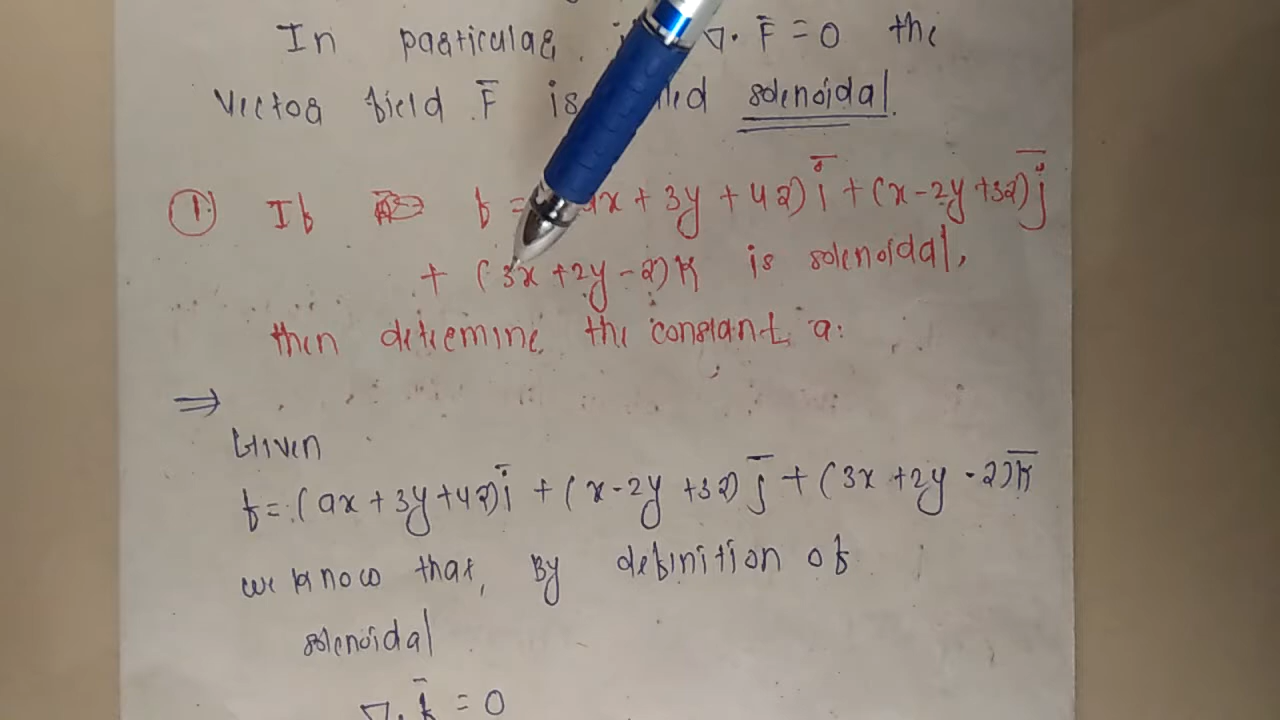 In particular ∇. F̄ = 0 the
Vector field F̄ is solenoidal.
① If f = ax + 3y + 4z) ī + (x - 2y + 3z) j̄
+ (3x + 2y - z) k is solenoidal,
then determine the constant a.
⇒
Given
f = (ax + 3y + 4z) ī + (x - 2y + 3z) j̄ + (3x + 2y - z) k̄
we know that, By definition of
solenoidal
∇. f̄ = 0